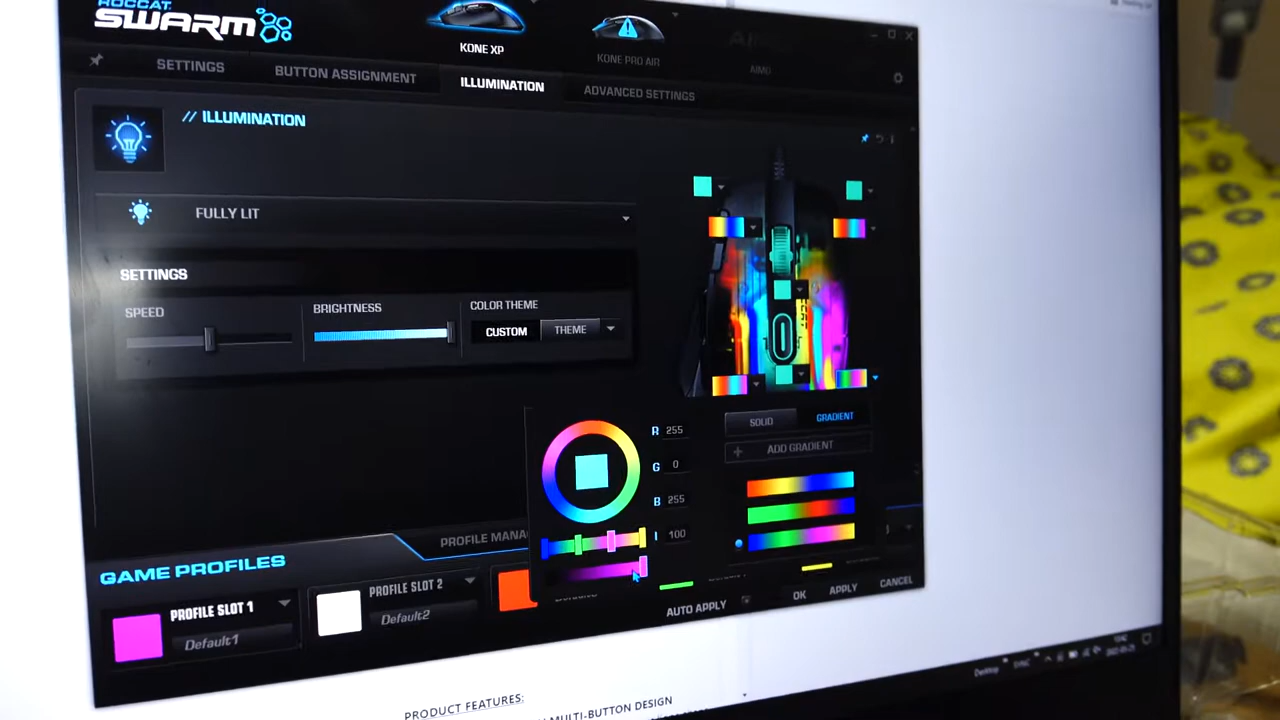 ROCCAT
SWARM
KONE XP
KONE PRO AIR
AIMO
SETTINGS
BUTTON ASSIGNMENT
ILLUMINATION
ADVANCED SETTINGS
// ILLUMINATION
FULLY LIT
SETTINGS
SPEED
BRIGHTNESS
COLOR THEME
CUSTOM
THEME
SOLID
GRADIENT
+ ADD GRADIENT
R 255
G 0
B 255
I 100
PROFILE MANA
GAME PROFILES
PROFILE SLOT 1
Default1
PROFILE SLOT 2
Default2
AUTO APPLY
OK
APPLY
CANCEL
Desktop
PRODUCT FEATURES:
MULTI-BUTTON DESIGN